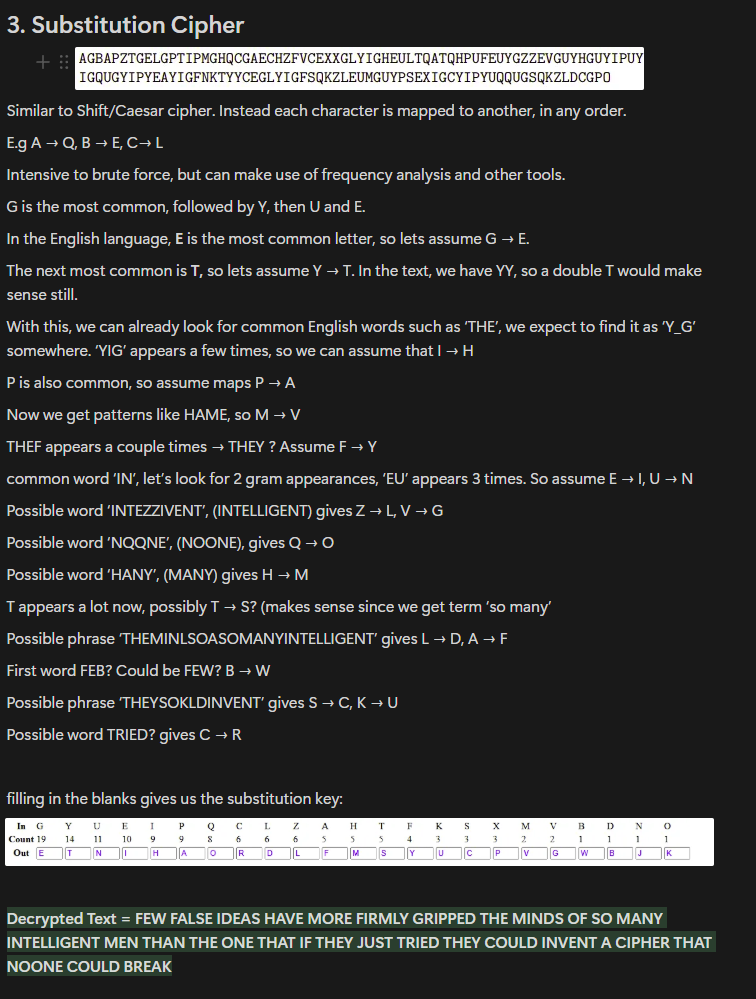 3. Substitution Cipher
AGBAPZTGELGPTIPMGHQCGAECHZFVCEXXGLYIGHEULTQATQHPUFEUYGZZEVGUYHGUYIPUY
IGQUGYIPYEAYIGFNKTYYCEGLYIGFSQKZLEUMGUYPSEXIGCYIPYUQQUGSQKZLDCGPO
Similar to Shift/Caesar cipher. Instead each character is mapped to another, in any order.
E.g A → Q, B → E, C→ L
Intensive to brute force, but can make use of frequency analysis and other tools.
G is the most common, followed by Y, then U and E.
In the English language, E is the most common letter, so lets assume G → E.
The next most common is T, so lets assume Y → T. In the text, we have YY, so a double T would make
sense still.
With this, we can already look for common English words such as ‘THE’, we expect to find it as ‘Y_G’
somewhere. ‘YIG’ appears a few times, so we can assume that I → H
P is also common, so assume maps P → A
Now we get patterns like HAME, so M → V
THEF appears a couple times → THEY ? Assume F → Y
common word ‘IN’, let’s look for 2 gram appearances, ‘EU’ appears 3 times. So assume E → I, U → N
Possible word ‘INTEZZIVENT’, (INTELLIGENT) gives Z → L, V → G
Possible word ‘NQQNE’, (NOONE), gives Q → O
Possible word ‘HANY’, (MANY) gives H → M
T appears a lot now, possibly T → S? (makes sense since we get term ‘so many’
Possible phrase ‘THEMINLSOASOMANYINTELLIGENT’ gives L → D, A → F
First word FEB? Could be FEW? B → W
Possible phrase ‘THEYSOKLDINVENT’ gives S → C, K → U
Possible word TRIED? gives C → R
filling in the blanks gives us the substitution key:
In G Y U E I P Q C L Z A H T F K S X M V B D N O
Count 19 14 11 10 9 9 8 6 6 6 5 5 5 4 3 3 3 2 2 1 1 1 1
Out E T N I H A O R D L F M S Y U C P V G W B J K
Decrypted Text = FEW FALSE IDEAS HAVE MORE FIRMLY GRIPPED THE MINDS OF SO MANY
INTELLIGENT MEN THAN THE ONE THAT IF THEY JUST TRIED THEY COULD INVENT A CIPHER THAT
NOONE COULD BREAK